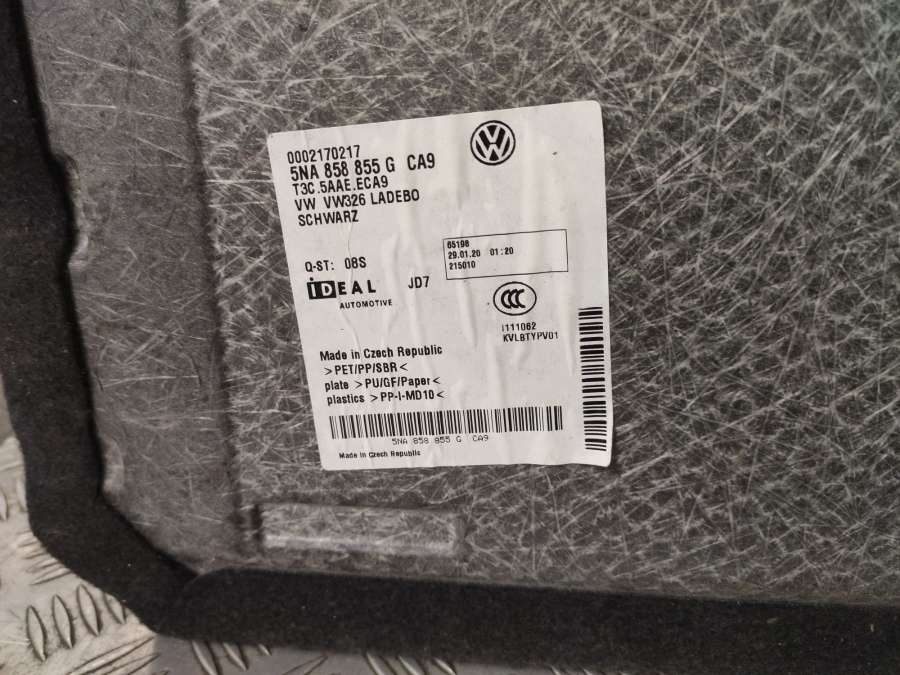 0002170217
5NA 858 855 G CA9
T3C.5AAE.ECA9
VW VW326 LADEBO
SCHWARZ
65198
29.01.20 01:20
215010
Q-ST: 08S
iDEAL JD7
AUTOMOTIVE
CCC
I111062
KVLBTYPV01
Made in Czech Republic
>PET/PP/SBR<
plate >PU/GF/Paper<
plastics >PP-I-MD10<
5NA 858 855 G CA9
Made in Czech Republic